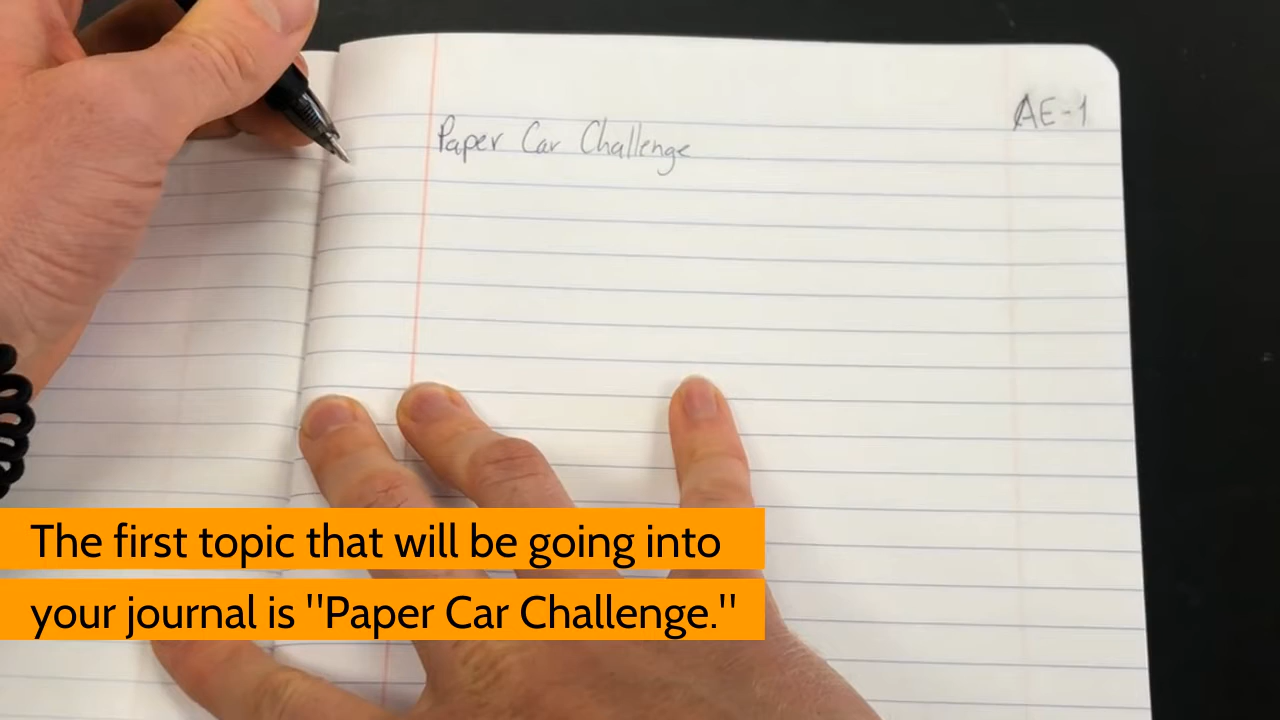 AE-1
Paper Car Challenge
The first topic that will be going into
your journal is "Paper Car Challenge."